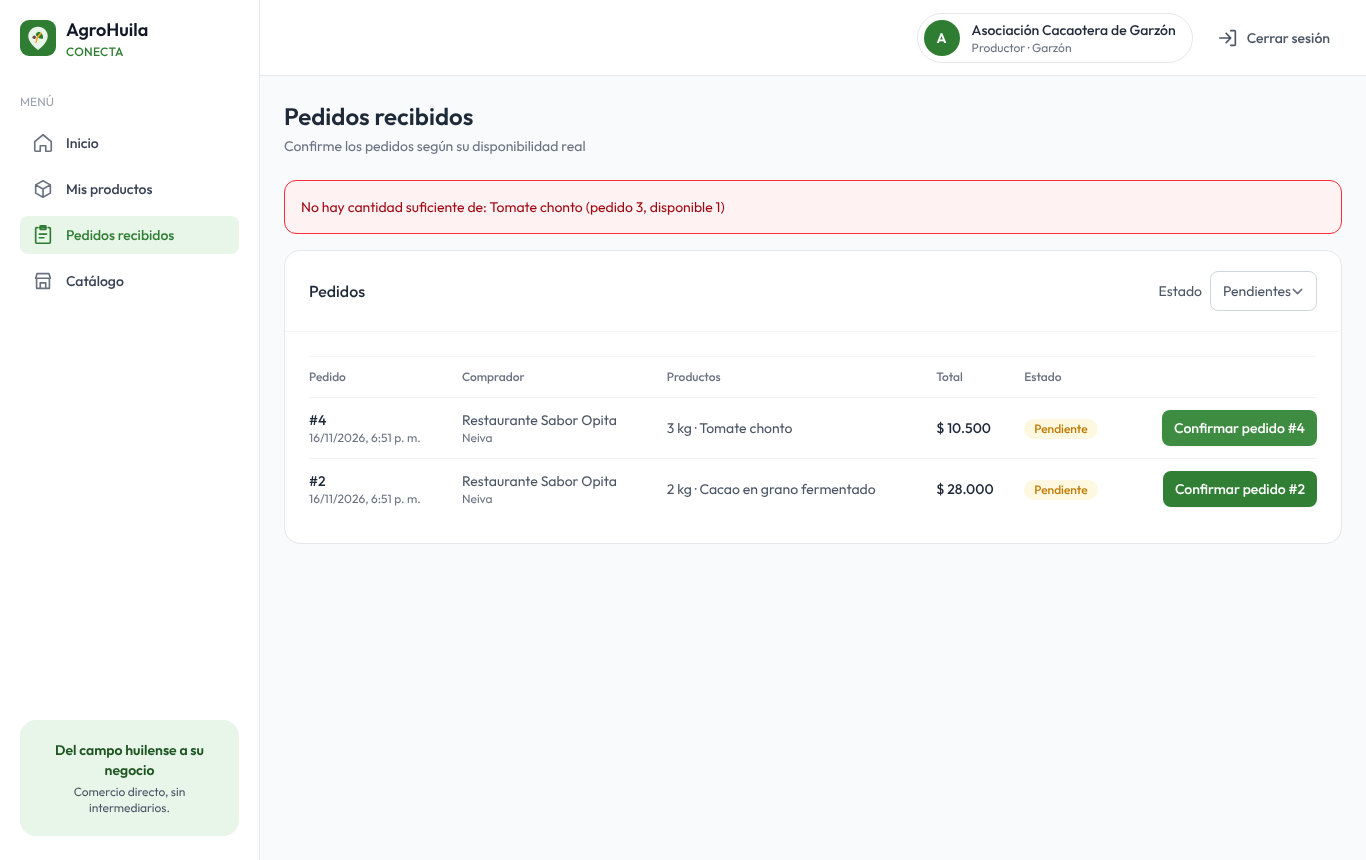 AgroHuila
CONECTA
MENÚ
Inicio
Mis productos
Pedidos recibidos
Catálogo
Del campo huilense a su
negocio
Comercio directo, sin
intermediarios.
A
Asociación Cacaotera de Garzón
Productor · Garzón
Cerrar sesión
Pedidos recibidos
Confirme los pedidos según su disponibilidad real
No hay cantidad suficiente de: Tomate chonto (pedido 3, disponible 1)
Pedidos
Estado Pendientes
Pedido Comprador Productos Total Estado
#4 Restaurante Sabor Opita 3 kg · Tomate chonto $ 10.500 Pendiente Confirmar pedido #4
16/11/2026, 6:51 p. m. Neiva
#2 Restaurante Sabor Opita 2 kg · Cacao en grano fermentado $ 28.000 Pendiente Confirmar pedido #2
16/11/2026, 6:51 p. m. Neiva